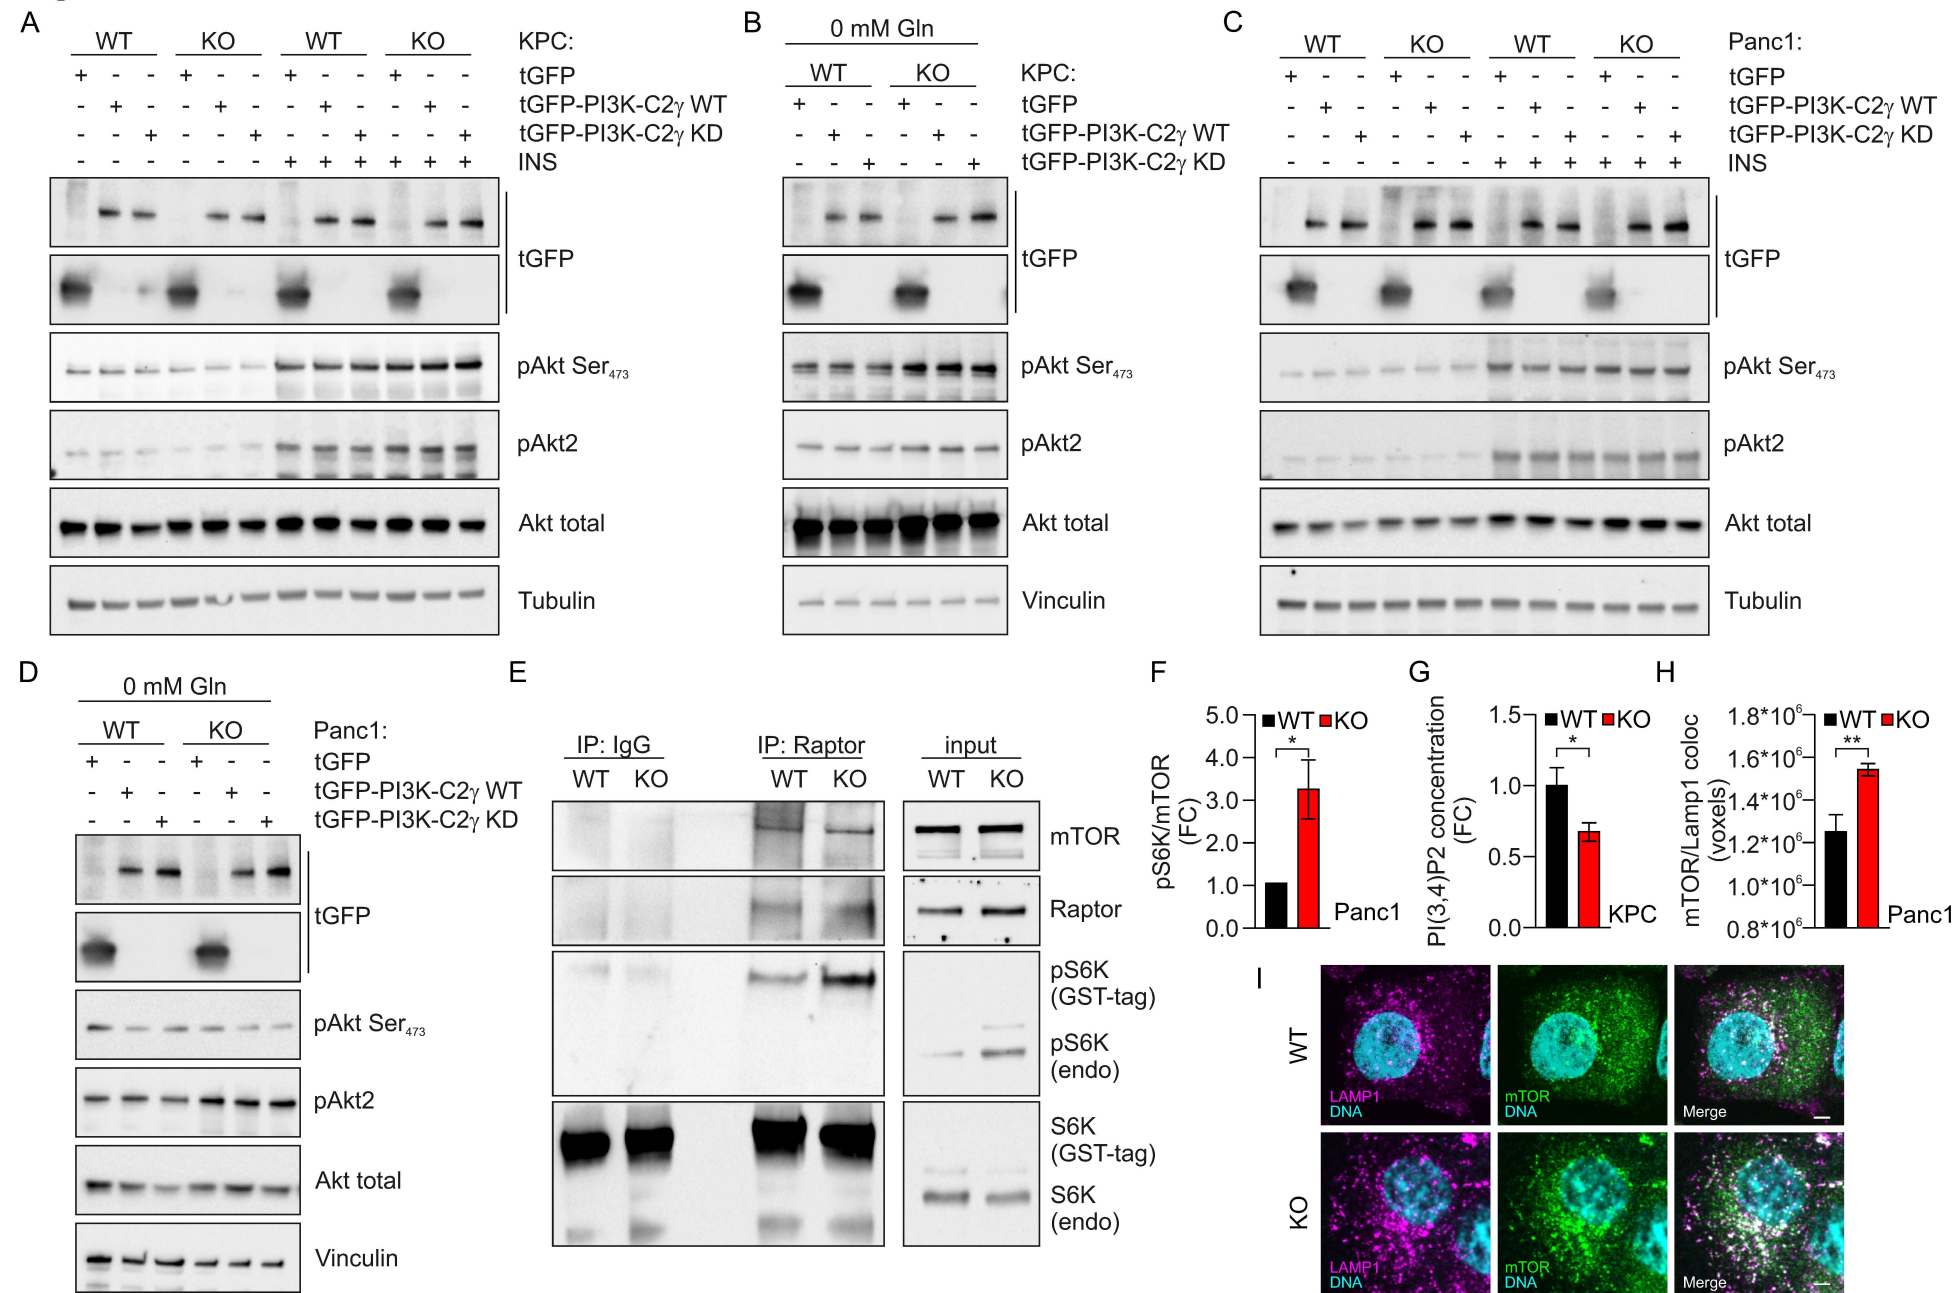 A
WT KO WT KO KPC:
+ - - + - - + - - + - - tGFP
- + - - + - - + - - + - tGFP-PI3K-C2γ WT
- - + - - + - - + - - + tGFP-PI3K-C2γ KD
- - - - - - + + + + + + INS
tGFP
pAkt Ser473
pAkt2
Akt total
Tubulin
B
0 mM Gln
WT KO KPC:
+ - - + - - tGFP
- + - - + - tGFP-PI3K-C2γ WT
- - + - - + tGFP-PI3K-C2γ KD
tGFP
pAkt Ser473
pAkt2
Akt total
Vinculin
C
WT KO WT KO Panc1:
+ - - + - - + - - + - - tGFP
- + - - + - - + - - + - tGFP-PI3K-C2γ WT
- - + - - + - - + - - + tGFP-PI3K-C2γ KD
- - - - - - + + + + + + INS
tGFP
pAkt Ser473
pAkt2
Akt total
Tubulin
D
0 mM Gln
WT KO Panc1:
+ - - + - - tGFP
- + - - + - tGFP-PI3K-C2γ WT
- - + - - + tGFP-PI3K-C2γ KD
tGFP
pAkt Ser473
pAkt2
Akt total
Vinculin
E
IP: IgG IP: Raptor input
WT KO WT KO WT KO
mTOR
Raptor
pS6K
(GST-tag)
pS6K
(endo)
S6K
(GST-tag)
S6K
(endo)
F
pS6K/mTOR
(FC)
5.0
4.0
3.0
2.0
1.0
0.0
WT KO
*
Panc1
G
PI(3,4)P2 concentration
(FC)
1.5
1.0
0.5
0.0
WT KO
*
KPC
H
mTOR/Lamp1 coloc
(voxels)
1.8*10^6
1.6*10^6
1.4*10^6
1.2*10^6
1.0*10^6
0.8*10^6
WT KO
**
Panc1
I
WT
LAMP1
DNA
mTOR
DNA
Merge
KO
LAMP1
DNA
mTOR
DNA
Merge